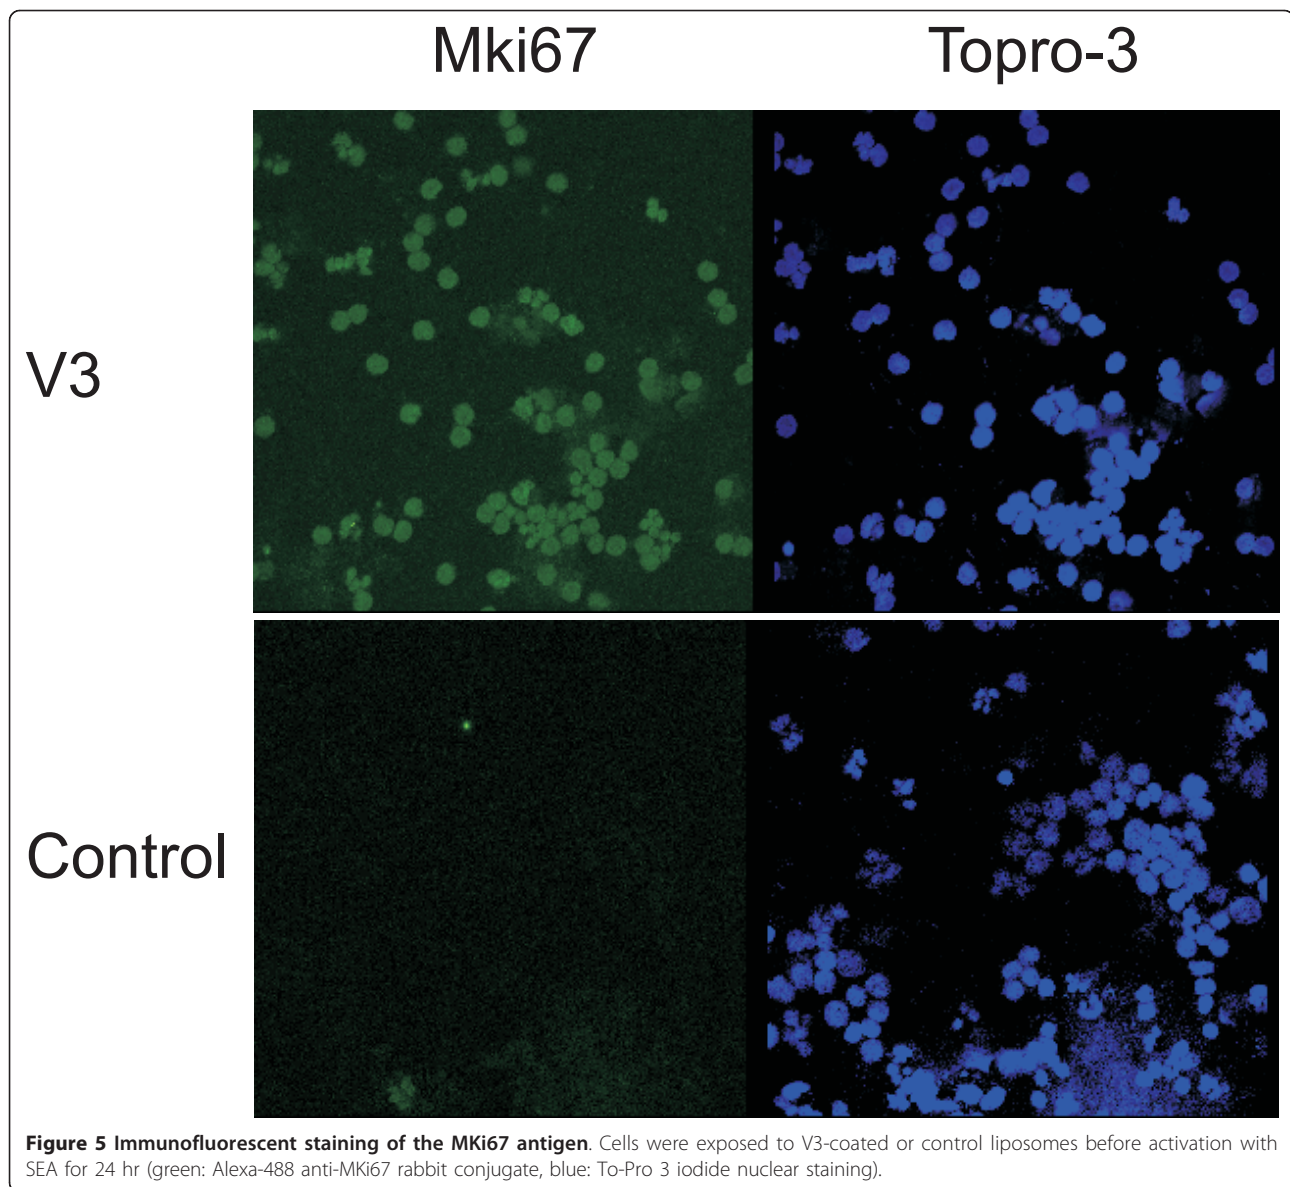 Mki67 Topro-3
V3
Control
Figure 5 Immunofluorescent staining of the MKi67 antigen. Cells were exposed to V3-coated or control liposomes before activation with
SEA for 24 hr (green: Alexa-488 anti-MKi67 rabbit conjugate, blue: To-Pro 3 iodide nuclear staining).